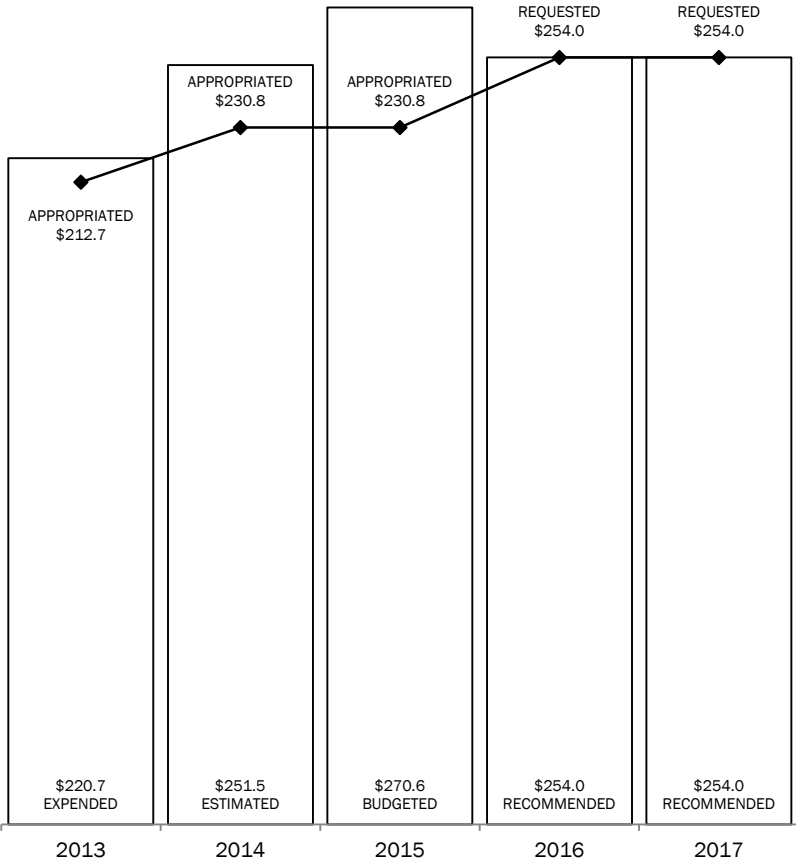 REQUESTED
$254.0
REQUESTED
$254.0
APPROPRIATED
$230.8
APPROPRIATED
$230.8
APPROPRIATED
$212.7
$220.7
EXPENDED
$251.5
ESTIMATED
$270.6
BUDGETED
$254.0
RECOMMENDED
$254.0
RECOMMENDED
2013
2014
2015
2016
2017